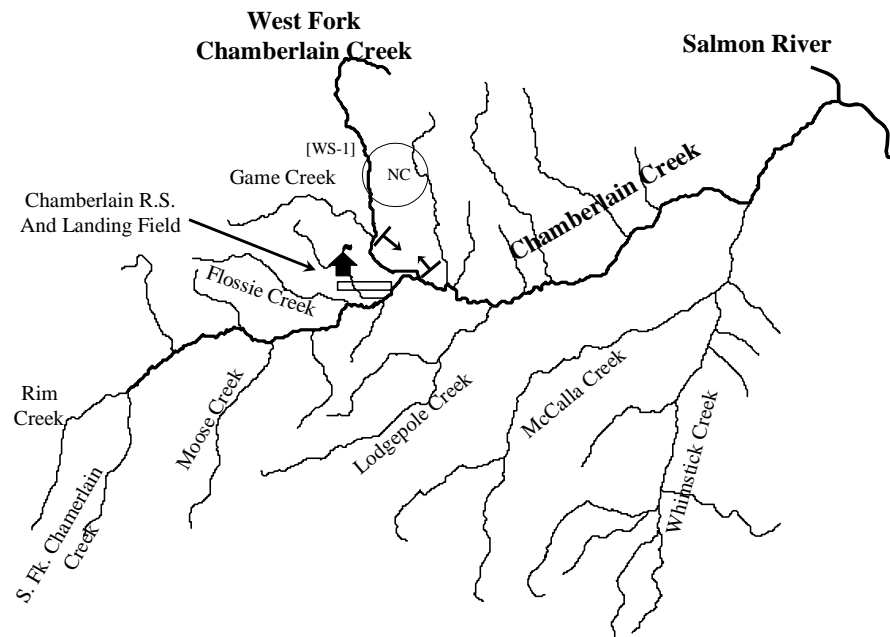 West Fork
Chamberlain Creek
Salmon River
[WS-1]
NC
Game Creek
Chamberlain R.S.
And Landing Field
Chamberlain Creek
Flossie Creek
Rim
Creek
Moose Creek
Lodgepole Creek
McCalla Creek
Whimstick Creek
S. Fk. Chamerlain
Creek